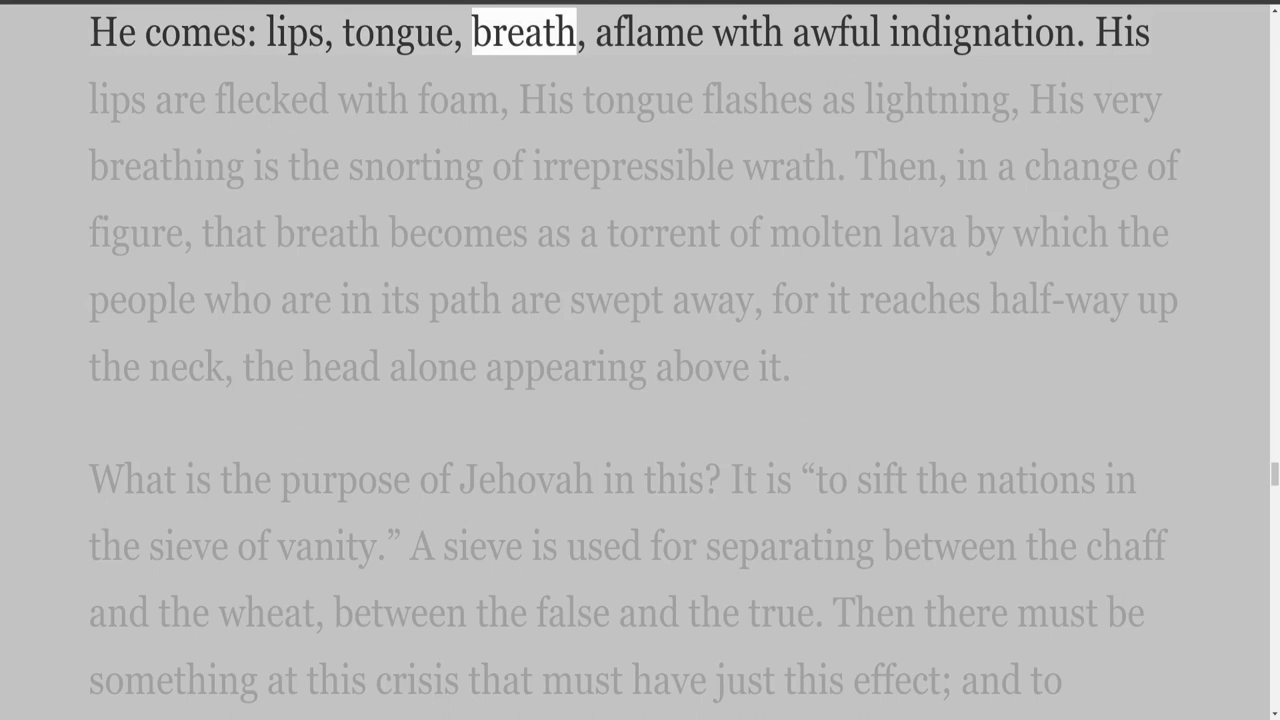 He comes: lips, tongue, breath, aflame with awful indignation. His
lips are flecked with foam, His tongue flashes as lightning, His very
breathing is the snorting of irrepressible wrath. Then, in a change of
figure, that breath becomes as a torrent of molten lava by which the
people who are in its path are swept away, for it reaches half-way up
the neck, the head alone appearing above it.
What is the purpose of Jehovah in this? It is “to sift the nations in
the sieve of vanity.” A sieve is used for separating between the chaff
and the wheat, between the false and the true. Then there must be
something at this crisis that must have just this effect; and to